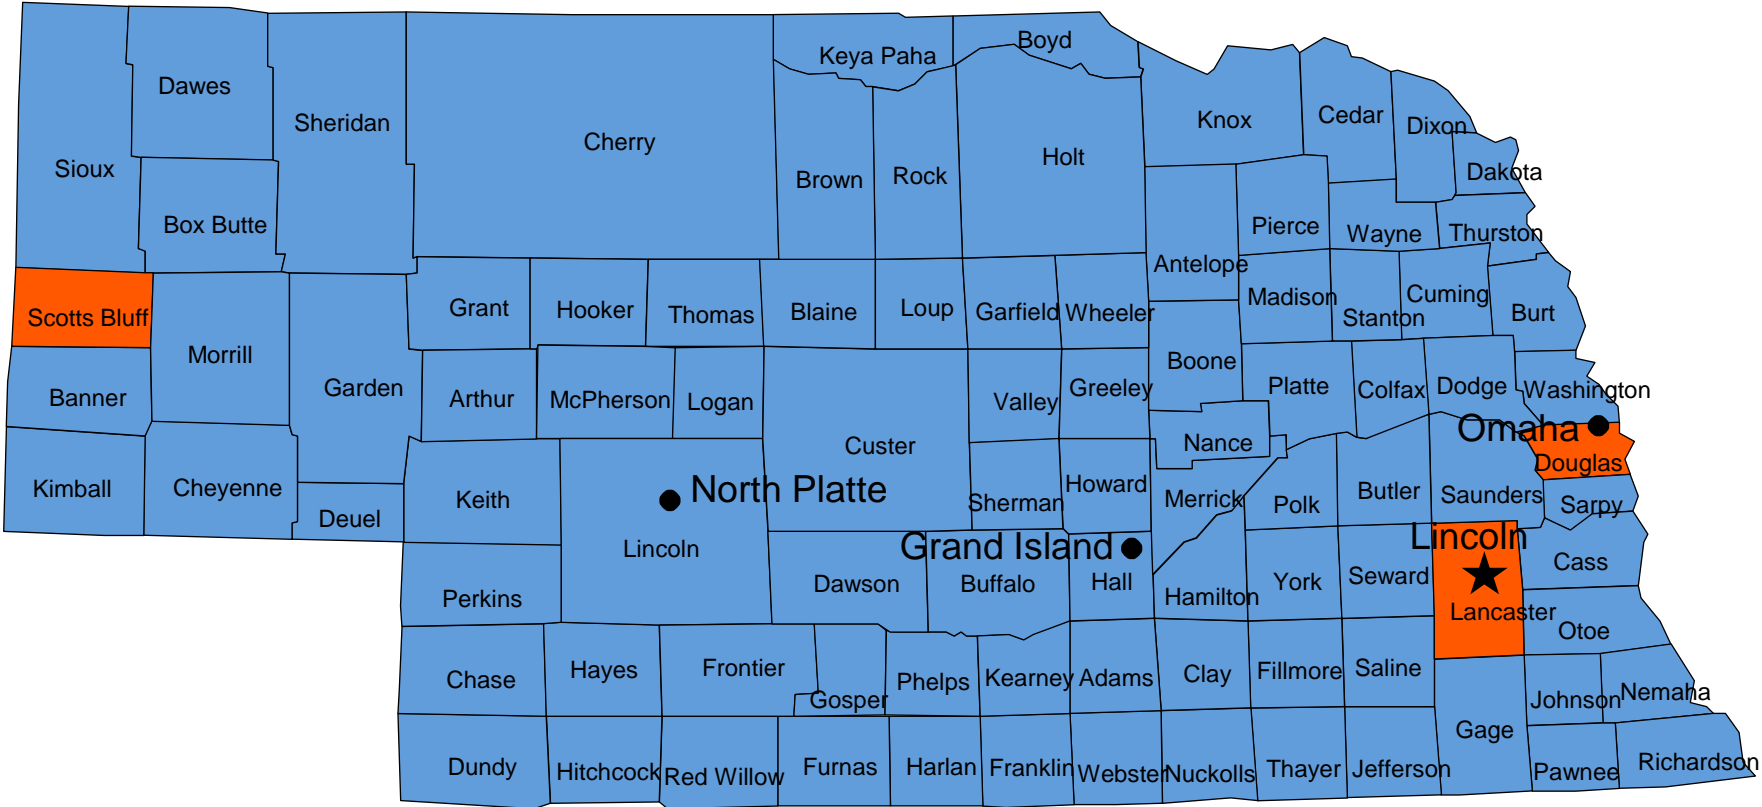 Boyd
Keya Paha
Dawes
Sheridan
Cherry
Knox
Cedar
Dixon
Sioux
Brown
Rock
Holt
Dakota
Box Butte
Pierce
Wayne
Thurston
Antelope
Scotts Bluff
Grant
Hooker
Thomas
Blaine
Loup
Garfield
Wheeler
Madison
Stanton
Cuming
Burt
Morrill
Boone
Banner
Garden
Arthur
McPherson
Logan
Valley
Greeley
Platte
Colfax
Dodge
Washington
Omaha
Custer
Nance
Douglas
Kimball
Cheyenne
Deuel
Keith
North Platte
Sherman
Howard
Merrick
Polk
Butler
Saunders
Sarpy
Lincoln
Lincoln
Grand Island
Dawson
Buffalo
Hall
Hamilton
York
Seward
Cass
Perkins
Lancaster
Otoe
Chase
Hayes
Frontier
Gosper
Phelps
Kearney
Adams
Clay
Fillmore
Saline
Johnson
Nemaha
Gage
Dundy
Hitchcock
Red Willow
Furnas
Harlan
Franklin
Webster
Nuckolls
Thayer
Jefferson
Pawnee
Richardson